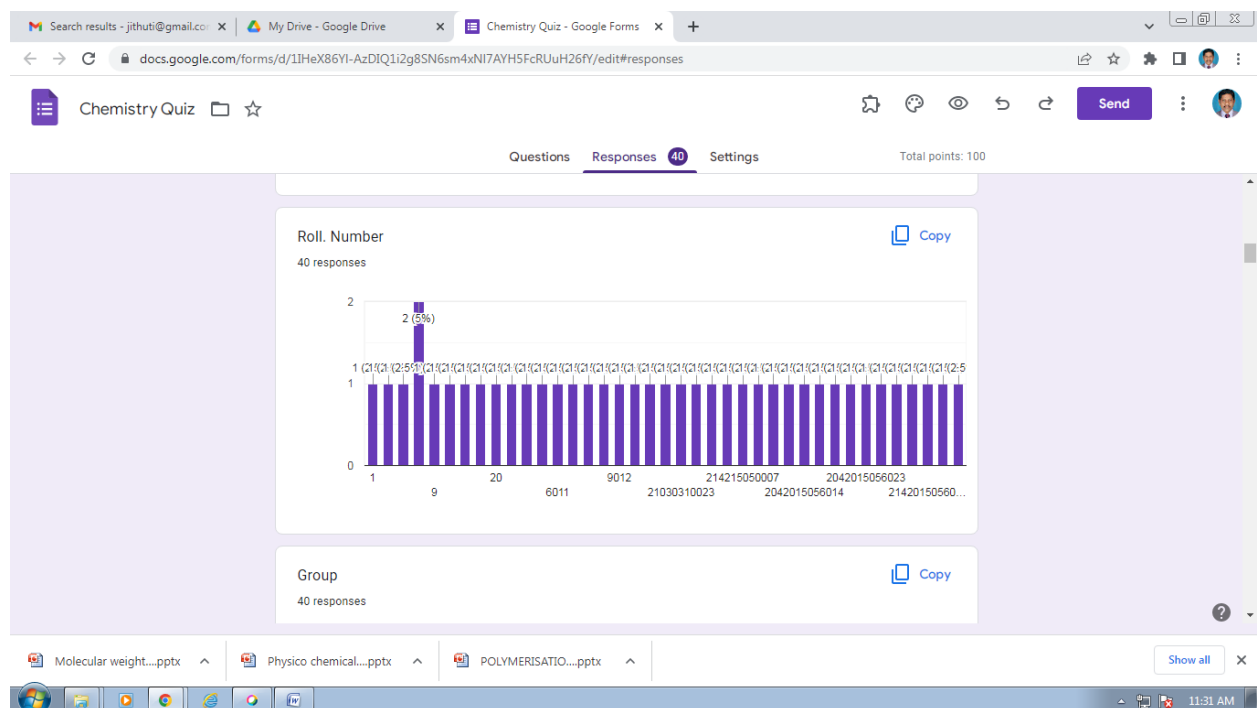 Search results - jithuti@gmail.co
My Drive - Google Drive
Chemistry Quiz - Google Forms
docs.google.com/forms/d/1IHeX86YI-AzDIQ1i2g8SN6sm4xNI7AYH5FcRUuH26fY/edit#responses
Chemistry Quiz
Send
Questions Responses 40 Settings
Total points: 100
Roll. Number
Copy
40 responses
2
2 (5%)
1
0
1 20 9012 214215050007 2042015056023
9 6011 21030310023 2042015056014 21420150560...
Group
Copy
40 responses
Molecular weight....pptx
Physico chemical....pptx
POLYMERISATIO....pptx
Show all
11:31 AM